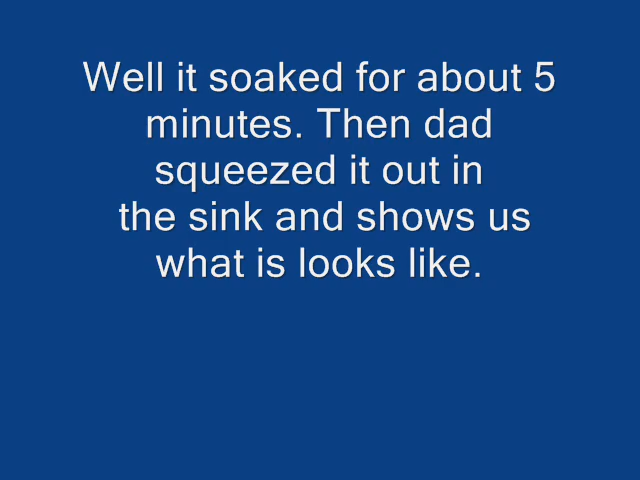 Well it soaked for about 5
minutes. Then dad
squeezed it out in
the sink and shows us
what is looks like.